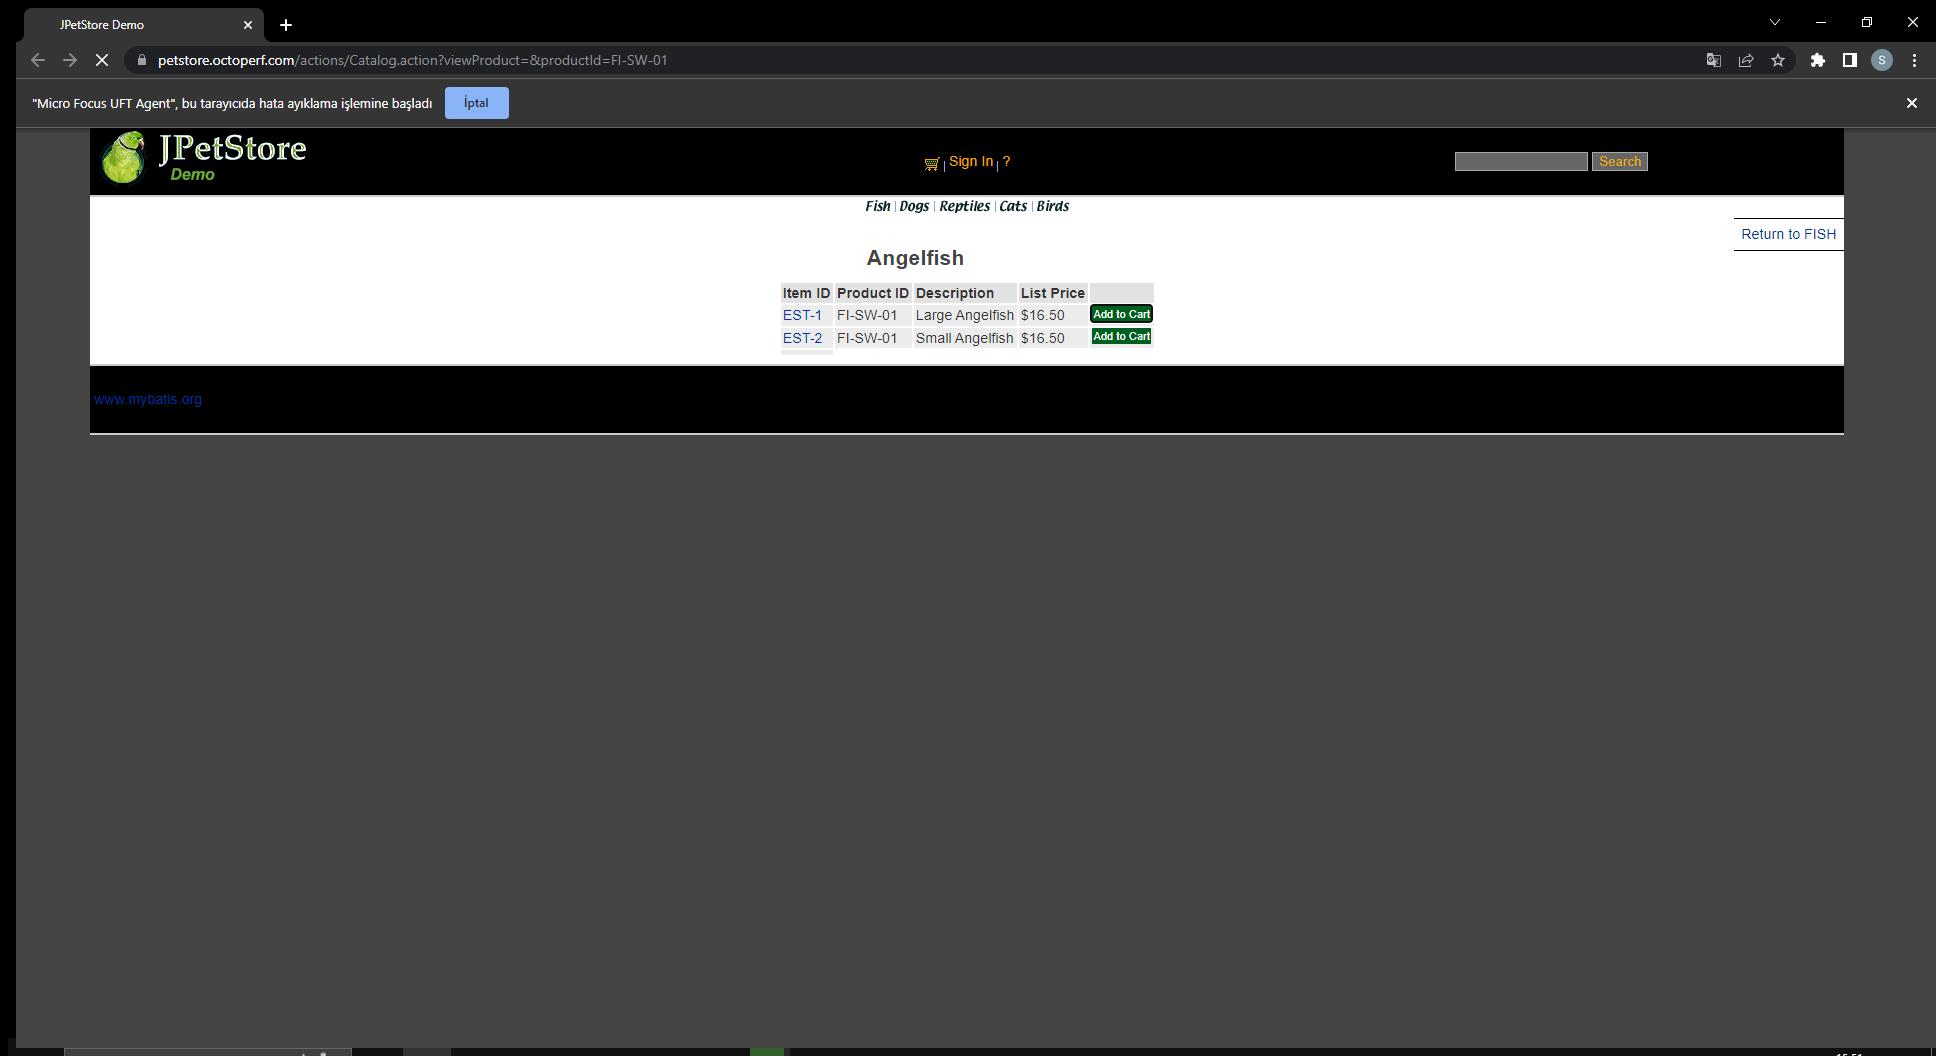 JPetStore Demo
petstore.octoperf.com/actions/Catalog.action?viewProduct=&productId=FI-SW-01
S
"Micro Focus UFT Agent", bu tarayıcıda hata ayıklama işlemine başladı İptal
JPetStore
Demo
Sign In | ?
Search
Fish | Dogs | Reptiles | Cats | Birds
Return to FISH
Angelfish
Item ID Product ID Description List Price
EST-1 FI-SW-01 Large Angelfish $16.50 Add to Cart
EST-2 FI-SW-01 Small Angelfish $16.50 Add to Cart
www.mybatis.org